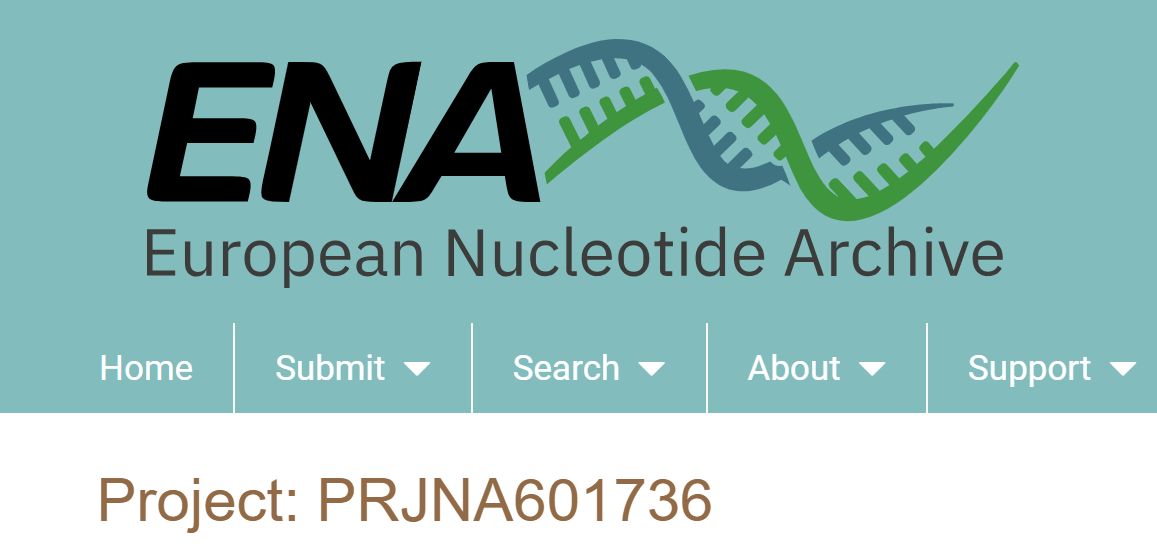 ENA
European Nucleotide Archive
Home Submit Search About Support
Project: PRJNA601736